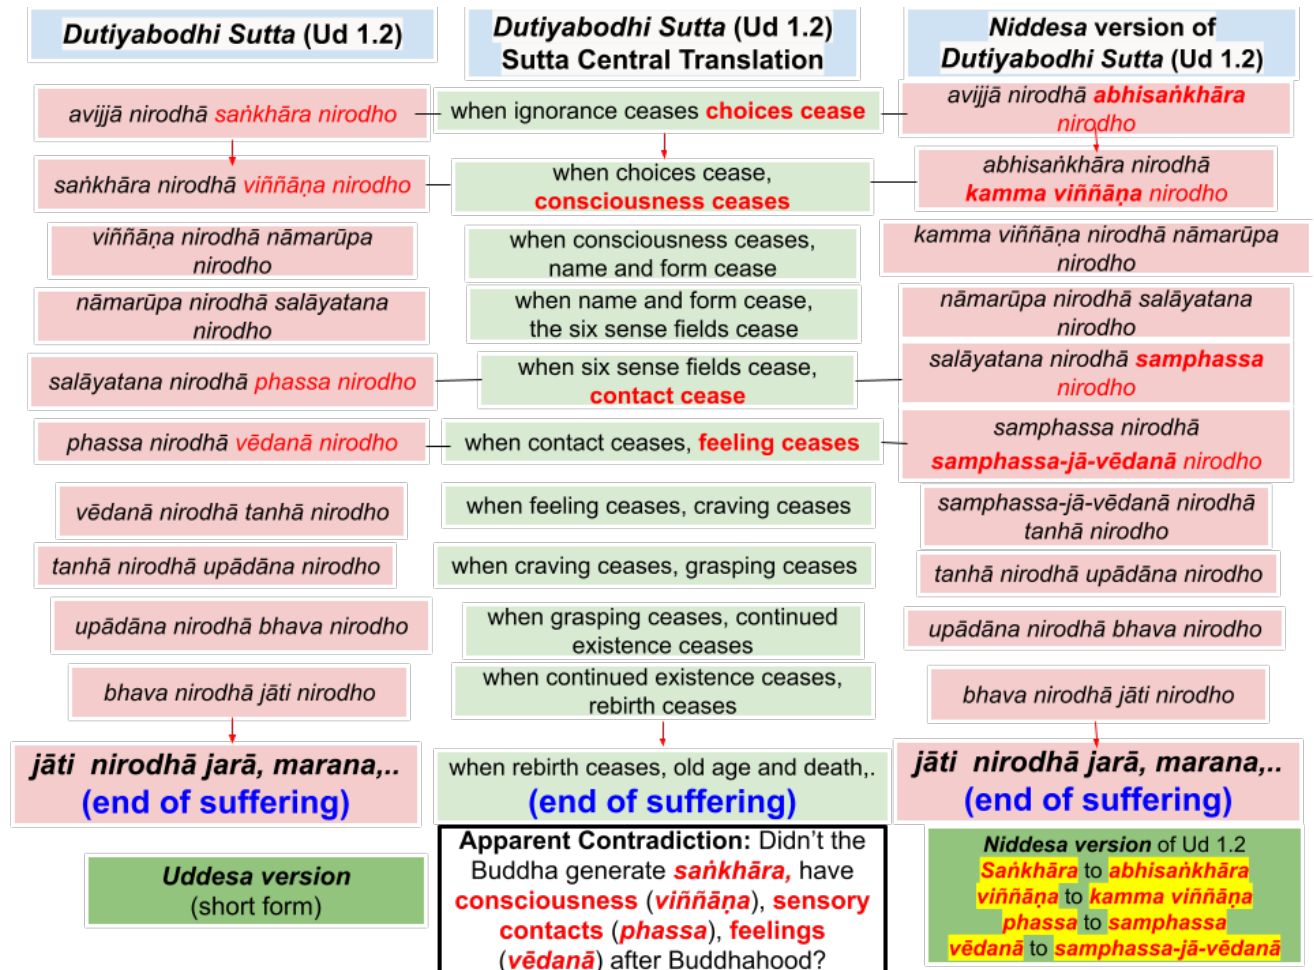 Dutiyabodhi Sutta (Ud 1.2)
avijjā nirodhā saṅkhāra nirodho
saṅkhāra nirodhā viññāṇa nirodho
viññāṇa nirodhā nāmarūpa
nirodho
nāmarūpa nirodhā salāyatana
nirodho
salāyatana nirodhā phassa nirodho
phassa nirodhā vēdanā nirodho
vēdanā nirodhā tanhā nirodho
tanhā nirodhā upādāna nirodho
upādāna nirodhā bhava nirodho
bhava nirodhā jāti nirodho
jāti nirodhā jarā, marana,..
(end of suffering)
Uddesa version
(short form)
Dutiyabodhi Sutta (Ud 1.2)
Sutta Central Translation
when ignorance ceases choices cease
when choices cease,
consciousness ceases
when consciousness ceases,
name and form cease
when name and form cease,
the six sense fields cease
when six sense fields cease,
contact cease
when contact ceases, feeling ceases
when feeling ceases, craving ceases
when craving ceases, grasping ceases
when grasping ceases, continued
existence ceases
when continued existence ceases,
rebirth ceases
when rebirth ceases, old age and death,.
(end of suffering)
Apparent Contradiction: Didn't the
Buddha generate saṅkhāra, have
consciousness (viññāṇa), sensory
contacts (phassa), feelings
(vēdanā) after Buddhahood?
Niddesa version of
Dutiyabodhi Sutta (Ud 1.2)
avijjā nirodhā abhisaṅkhāra
nirodho
abhisaṅkhāra nirodhā
kamma viññāṇa nirodho
kamma viññāṇa nirodhā nāmarūpa
nirodho
nāmarūpa nirodhā salāyatana
nirodho
salāyatana nirodhā samphassa
nirodho
samphassa nirodhā
samphassa-jā-vēdanā nirodho
samphassa-jā-vēdanā nirodhā
tanhā nirodho
tanhā nirodhā upādāna nirodho
upādāna nirodhā bhava nirodho
bhava nirodhā jāti nirodho
jāti nirodhā jarā, marana,..
(end of suffering)
Niddesa version of Ud 1.2
Saṅkhāra to abhisaṅkhāra
viññāṇa to kamma viññāṇa
phassa to samphassa
vēdanā to samphassa-jā-vēdanā